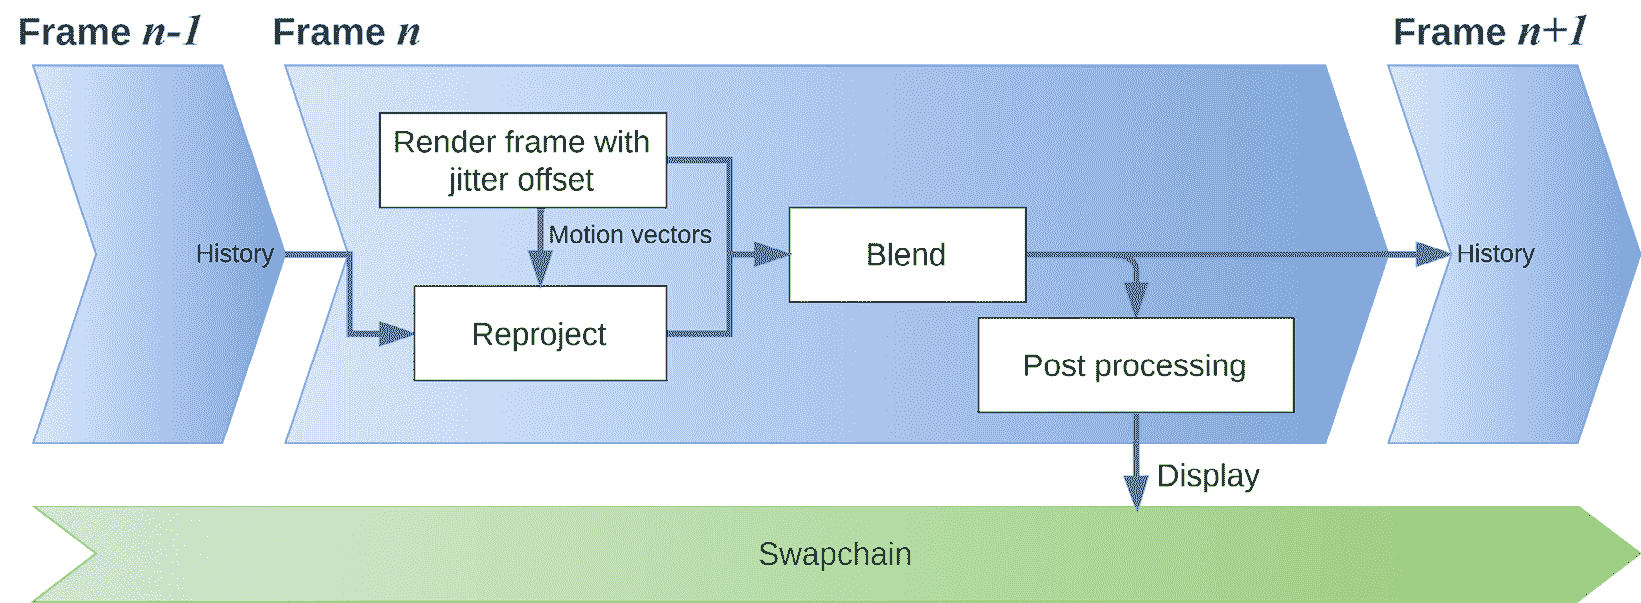 Frame n-1
Frame n
Frame n+1
Render frame with
jitter offset
Motion vectors
History
Blend
History
Reproject
Post processing
Display
Swapchain